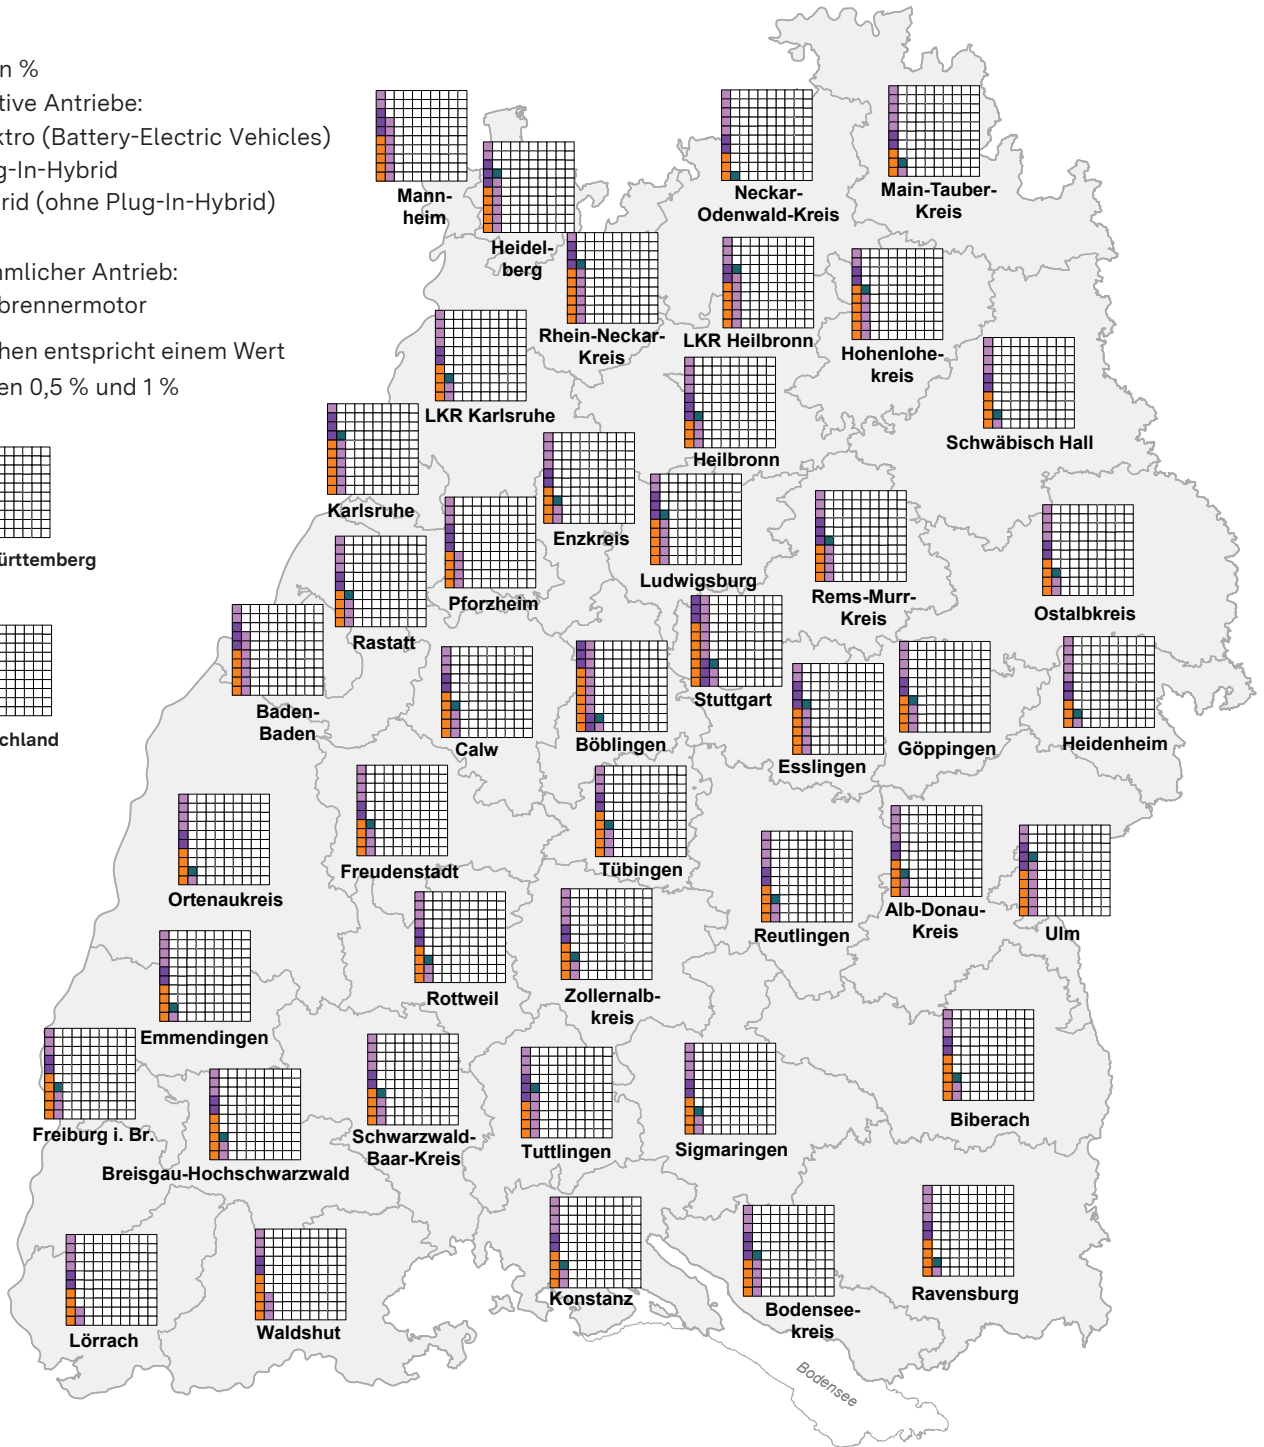 n %
tive Antriebe:
ktro (Battery-Electric Vehicles)
g-In-Hybrid
rid (ohne Plug-In-Hybrid)
mlicher Antrieb:
brennermotor
hen entspricht einem Wert
en 0,5 % und 1 %
ürttemberg
chland
Mann-
heim
Heidel-
berg
Neckar-
Odenwald-Kreis
Main-Tauber-
Kreis
Rhein-Neckar-
Kreis
LKR Heilbronn
Hohenlohe-
kreis
LKR Karlsruhe
Schwäbisch Hall
Heilbronn
Karlsruhe
Enzkreis
Ludwigsburg
Pforzheim
Rems-Murr-
Kreis
Ostalbkreis
Rastatt
Stuttgart
Baden-
Baden
Calw
Böblingen
Esslingen
Göppingen
Heidenheim
Freudenstadt
Tübingen
Ortenaukreis
Reutlingen
Alb-Donau-
Kreis
Ulm
Rottweil
Zollernalb-
kreis
Emmendingen
Freiburg i. Br.
Breisgau-Hochschwarzwald
Schwarzwald-
Baar-Kreis
Tuttlingen
Sigmaringen
Biberach
Lörrach
Waldshut
Konstanz
Bodensee-
kreis
Ravensburg
Bodensee